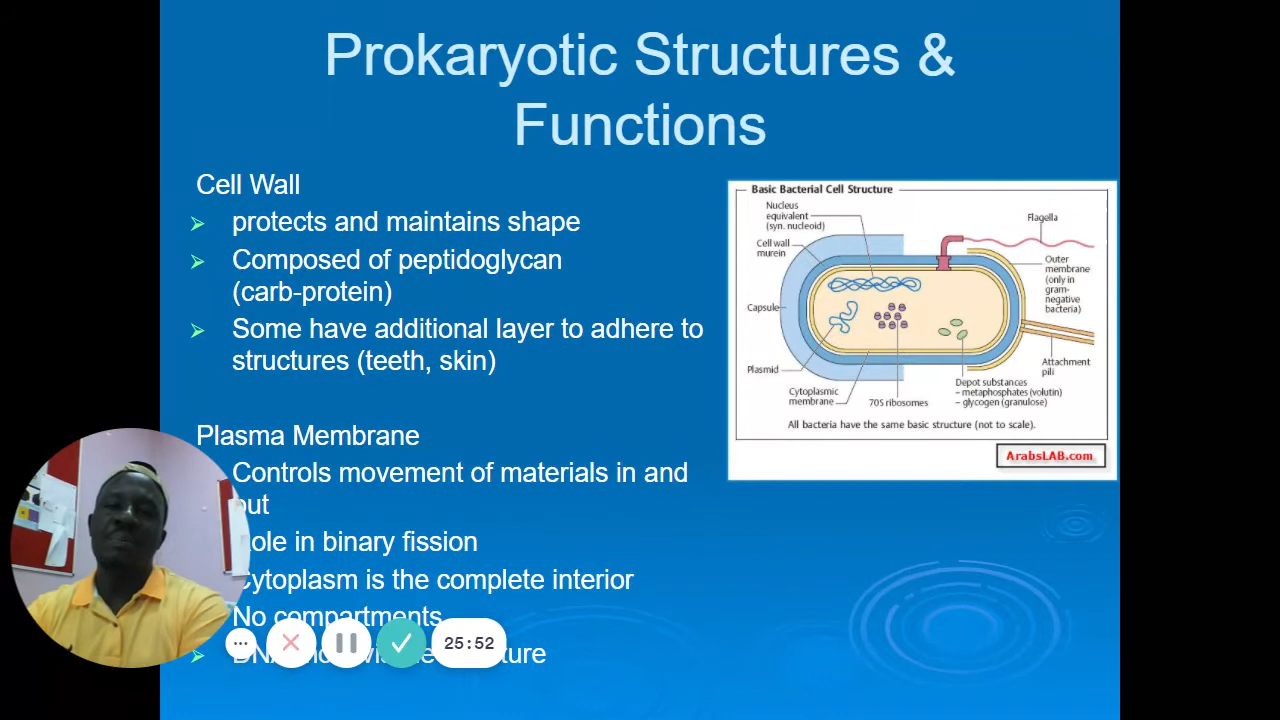 Prokaryotic Structures &
Functions
Cell Wall
protects and maintains shape
Composed of peptidoglycan
(carb-protein)
Some have additional layer to adhere to
structures (teeth, skin)
Plasma Membrane
Controls movement of materials in and
out
Role in binary fission
Cytoplasm is the complete interior
No compartments
DNA
25:52
Basic Bacterial Cell Structure
Nucleus
equivalent
(syn. nucleoid)
Cell wall
murein
Capsule
Plasmid
Cytoplasmic
membrane
70S ribosomes
Flagella
Outer
membrane
(only in
gram-
negative
bacteria)
Attachment
pili
Depot substances
– metaphosphates (volutin)
– glycogen (granulose)
All bacteria have the same basic structure (not to scale).
ArabsLAB.com